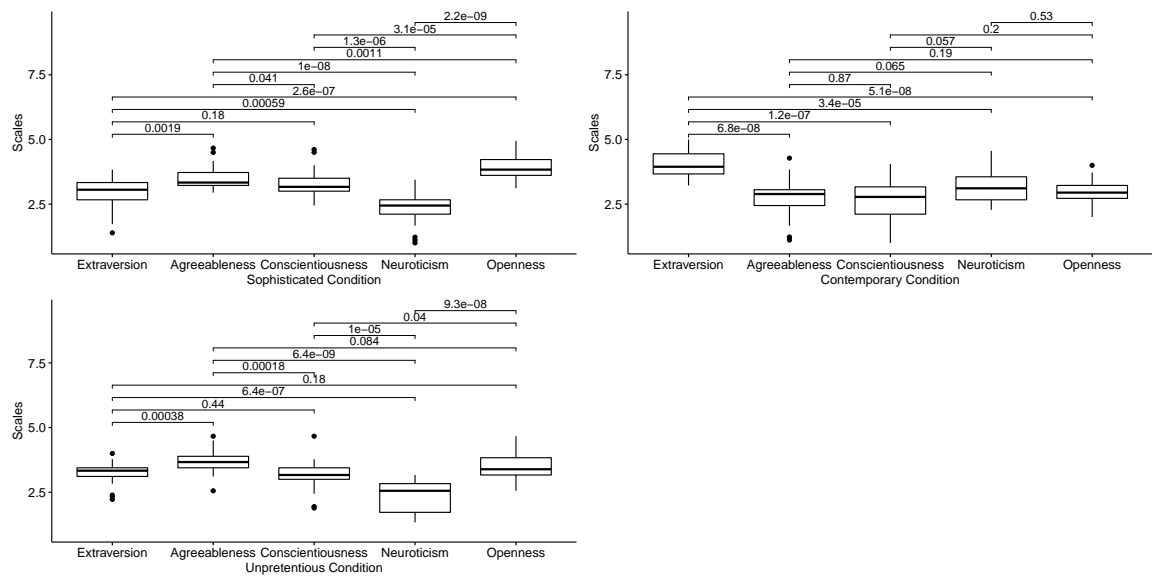 2.2e−09
3.1e−05
1.3e−06
0.0011
1e−08
0.041
2.6e−07
0.00059
0.18
0.0019
7.5
5.0
2.5
Scales
Extraversion Agreeableness Conscientiousness Neuroticism Openness
Sophisticated Condition
0.53
0.2
0.057
0.19
0.065
0.87
5.1e−08
3.4e−05
1.2e−07
6.8e−08
7.5
5.0
2.5
Scales
Extraversion Agreeableness Conscientiousness Neuroticism Openness
Contemporary Condition
9.3e−08
0.04
1e−05
0.084
6.4e−09
0.00018
0.18
6.4e−07
0.44
0.00038
7.5
5.0
2.5
Scales
Extraversion Agreeableness Conscientiousness Neuroticism Openness
Unpretentious Condition